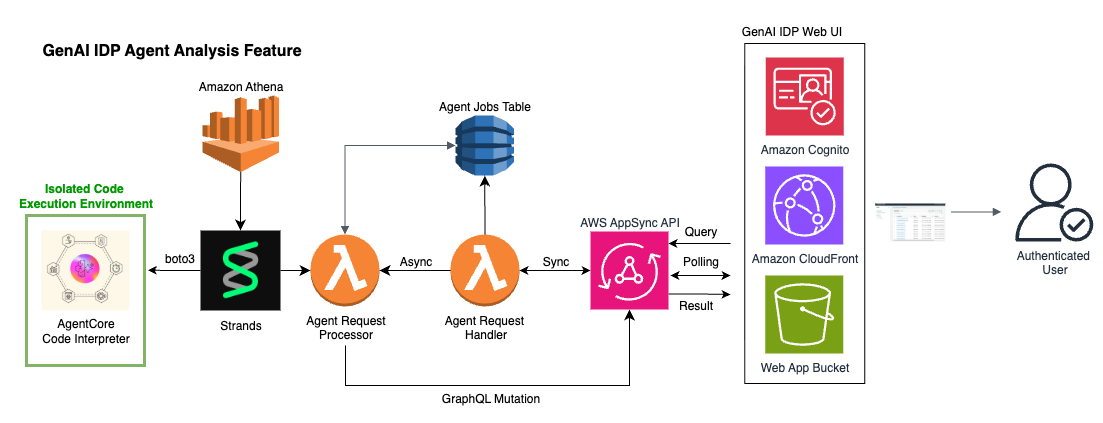 GenAI IDP Web UI
GenAI IDP Agent Analysis Feature
Amazon Athena
Agent Jobs Table
Amazon Cognito
Isolated Code
Execution Environment
AWS AppSync API
Query
Polling
Result
boto3
Async
Sync
Amazon CloudFront
Authenticated
User
AgentCore
Code Interpreter
Strands
Agent Request
Processor
Agent Request
Handler
Web App Bucket
GraphQL Mutation